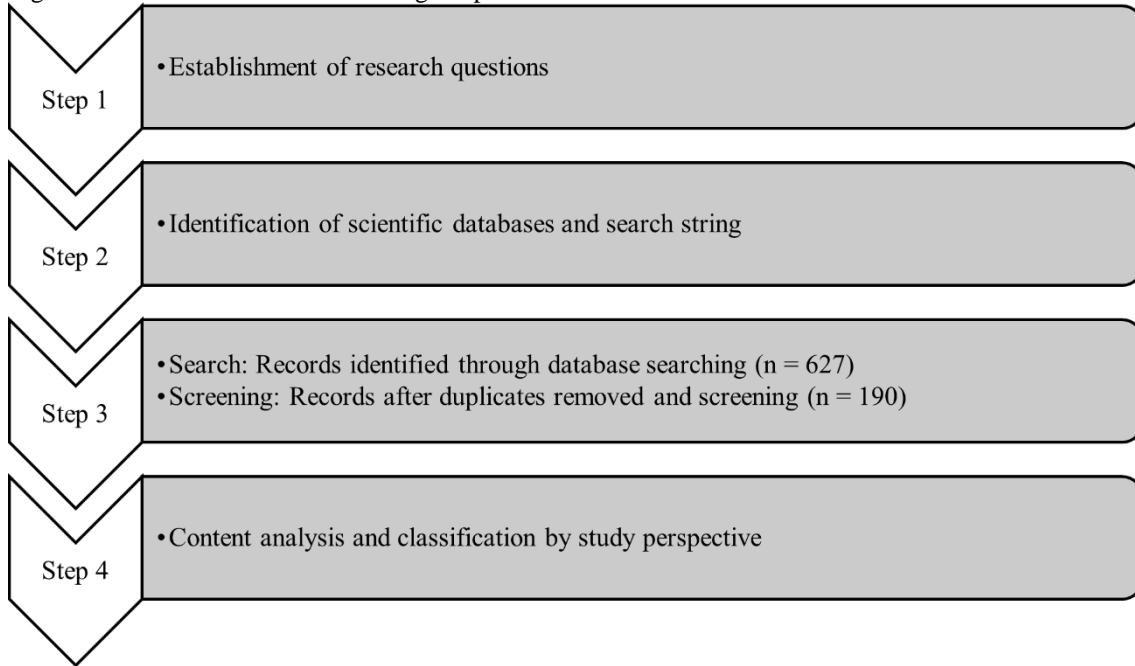 Step 1
•Establishment of research questions
Step 2
•Identification of scientific databases and search string
Step 3
•Search: Records identified through database searching (n = 627)
•Screening: Records after duplicates removed and screening (n = 190)
Step 4
•Content analysis and classification by study perspective